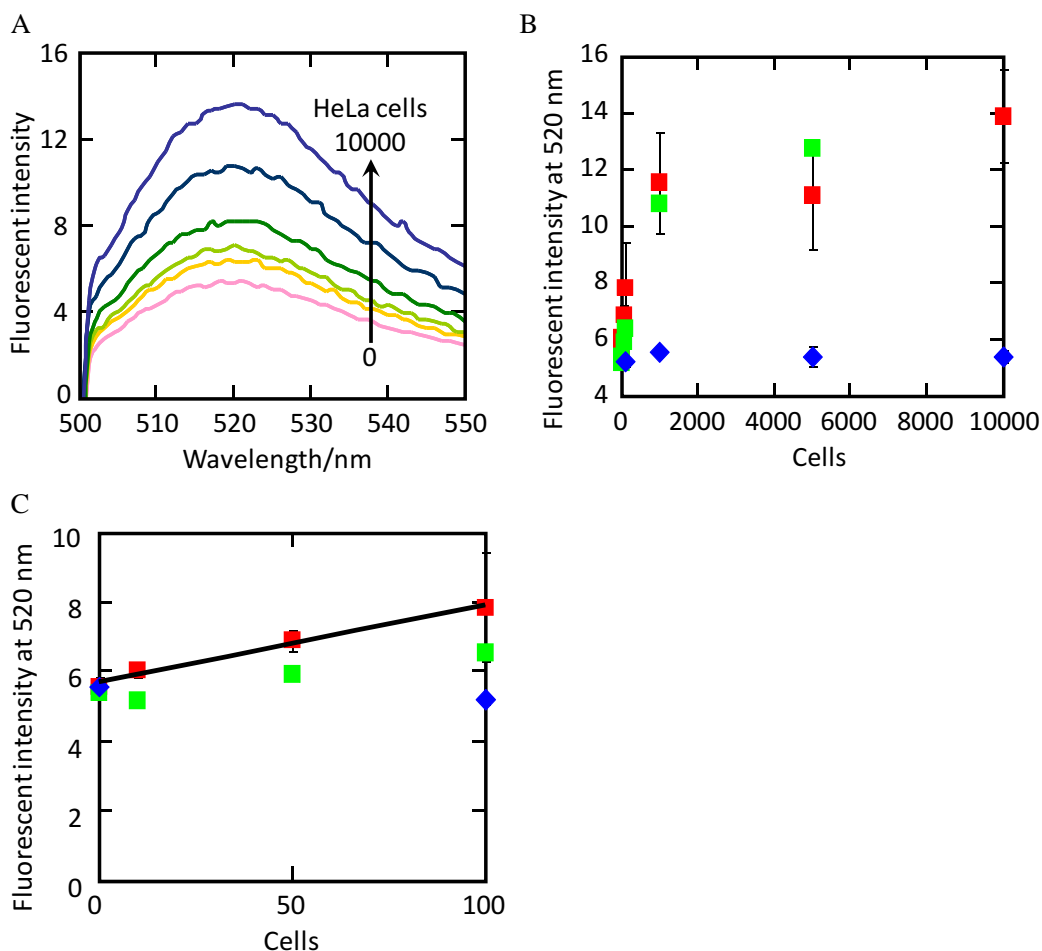 A
Fluorescent intensity
16
12
8
4
0
HeLa cells
10000
0
500 510 520 530 540 550
Wavelength/nm
B
Fluorescent intensity at 520 nm
16
14
12
10
8
6
4
0 2000 4000 6000 8000 10000
Cells
C
Fluorescent intensity at 520 nm
10
8
6
4
2
0
0 50 100
Cells